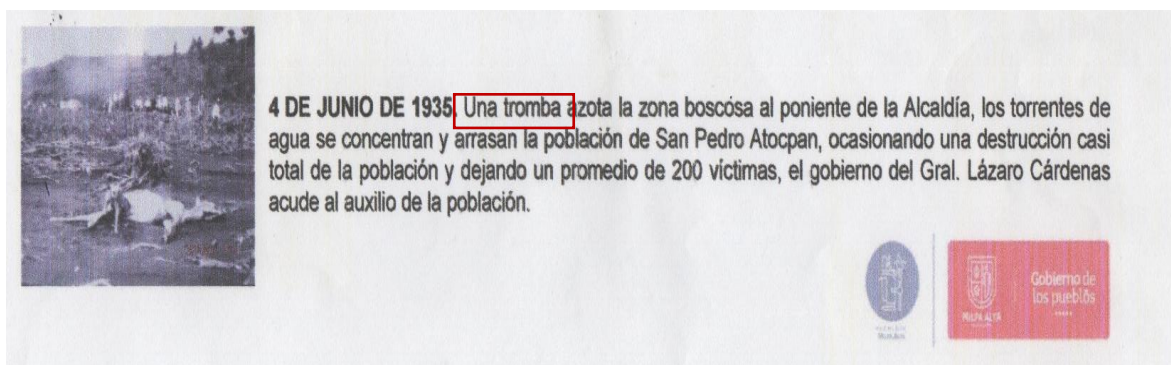 4 DE JUNIO DE 1935. Una tromba azota la zona boscosa al poniente de la Alcaldía, los torrentes de
agua se concentran y arrasan la población de San Pedro Atocpan, ocasionando una destrucción casi
total de la población y dejando un promedio de 200 víctimas, el gobierno del Gral. Lázaro Cárdenas
acude al auxilio de la población.
Gobierno de
los pueblos
MILPA ALTA